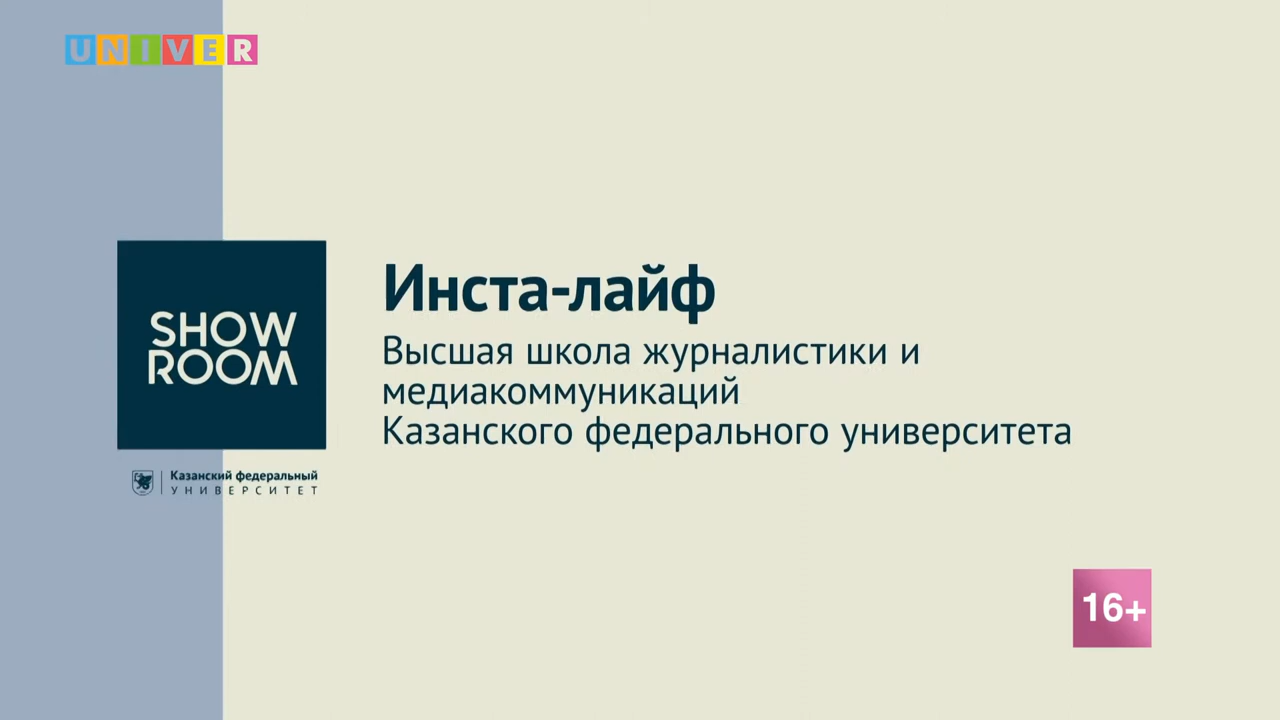 UNIVER
SHOW
ROOM
Казанский федеральный
УНИВЕРСИТЕТ
Инста-лайф
Высшая школа журналистики и
медиакоммуникаций
Казанского федерального университета
16+